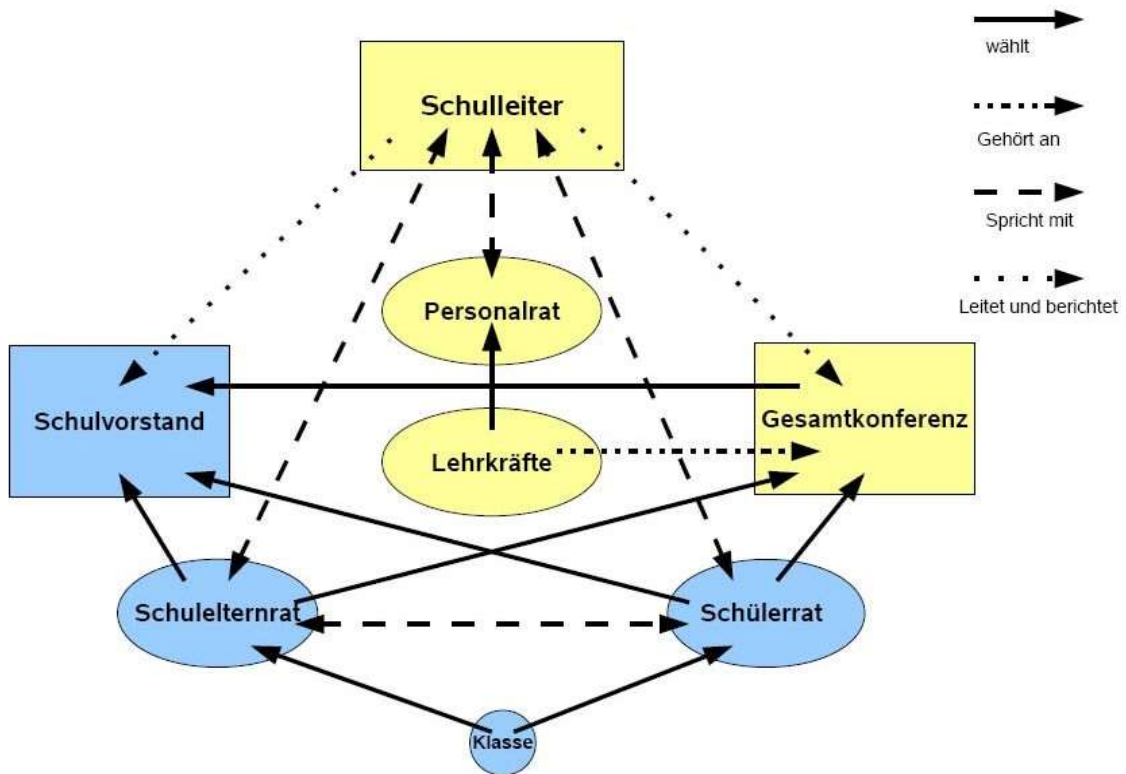 wählt
Schulleiter
Gehört an
Spricht mit
Personalrat
Leitet und berichtet
Schulvorstand
Gesamtkonferenz
Lehrkräfte
Schulelternrat
Schülerrat
Klasse